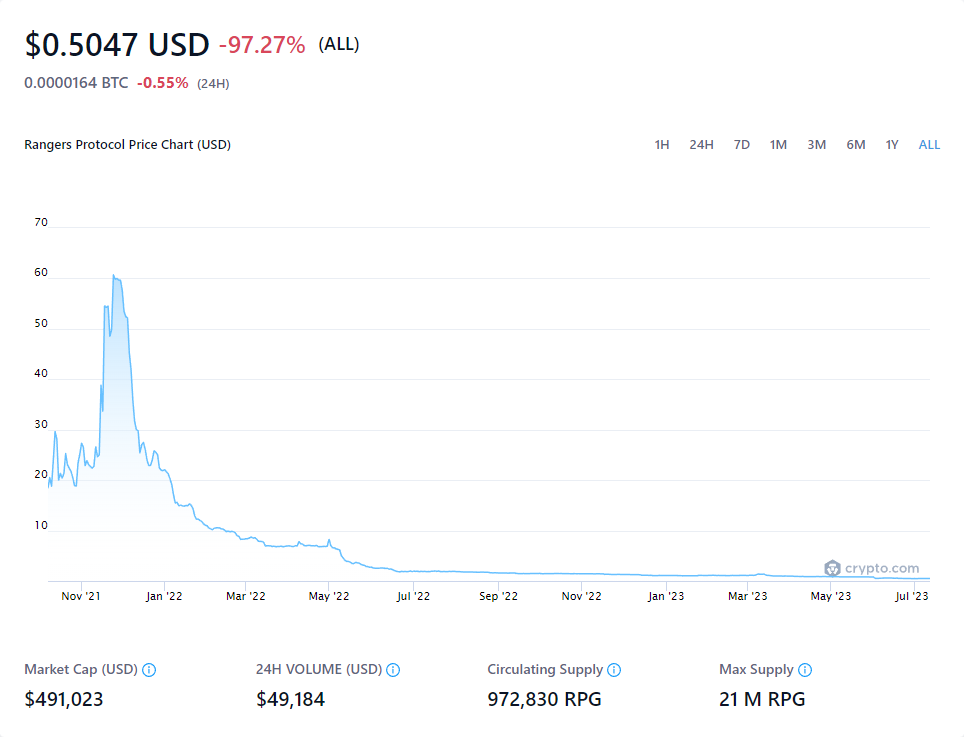 $0.5047 USD -97.27% (ALL)
0.0000164 BTC -0.55% (24H)
Rangers Protocol Price Chart (USD) 1H 24H 7D 1M 3M 6M 1Y ALL
70
60
50
40
30
20
10
crypto.com
Nov '21 Jan '22 Mar '22 May '22 Jul '22 Sep '22 Nov '22 Jan '23 Mar '23 May '23 Jul '23
Market Cap (USD) 24H VOLUME (USD) Circulating Supply Max Supply
$491,023 $49,184 972,830 RPG 21 M RPG